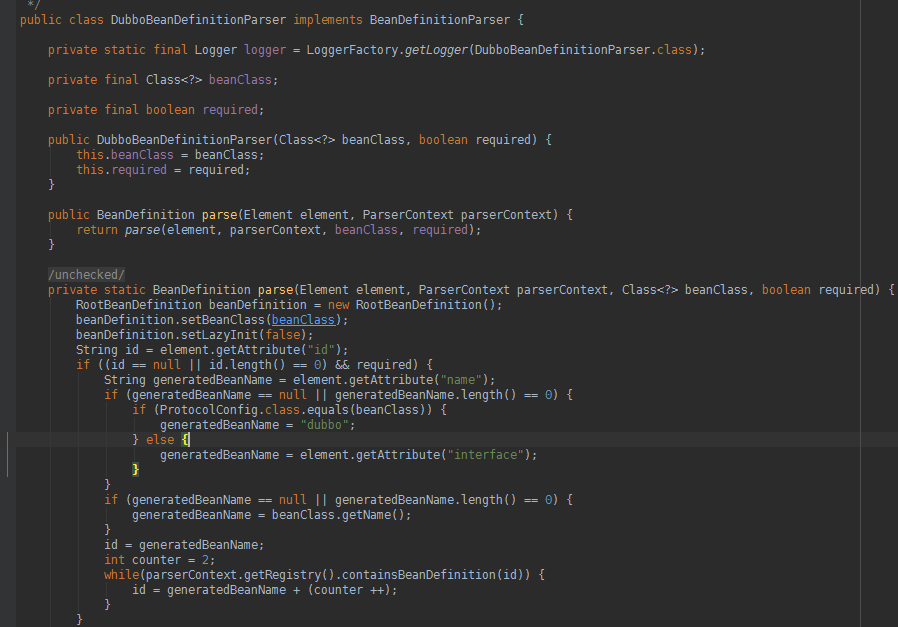 */
public class DubboBeanDefinitionParser implements BeanDefinitionParser {
private static final Logger logger = LoggerFactory.getLogger(DubboBeanDefinitionParser.class);
private final Class<?> beanClass;
private final boolean required;
public DubboBeanDefinitionParser(Class<?> beanClass, boolean required) {
this.beanClass = beanClass;
this.required = required;
}
public BeanDefinition parse(Element element, ParserContext parserContext) {
return parse(element, parserContext, beanClass, required);
}
/unchecked/
private static BeanDefinition parse(Element element, ParserContext parserContext, Class<?> beanClass, boolean required) {
RootBeanDefinition beanDefinition = new RootBeanDefinition();
beanDefinition.setBeanClass(beanClass);
beanDefinition.setLazyInit(false);
String id = element.getAttribute("id");
if ((id == null || id.length() == 0) && required) {
String generatedBeanName = element.getAttribute("name");
if (generatedBeanName == null || generatedBeanName.length() == 0) {
if (ProtocolConfig.class.equals(beanClass)) {
generatedBeanName = "dubbo";
} else {
generatedBeanName = element.getAttribute("interface");
}
}
if (generatedBeanName == null || generatedBeanName.length() == 0) {
generatedBeanName = beanClass.getName();
}
id = generatedBeanName;
int counter = 2;
while(parserContext.getRegistry().containsBeanDefinition(id)) {
id = generatedBeanName + (counter ++);
}
}